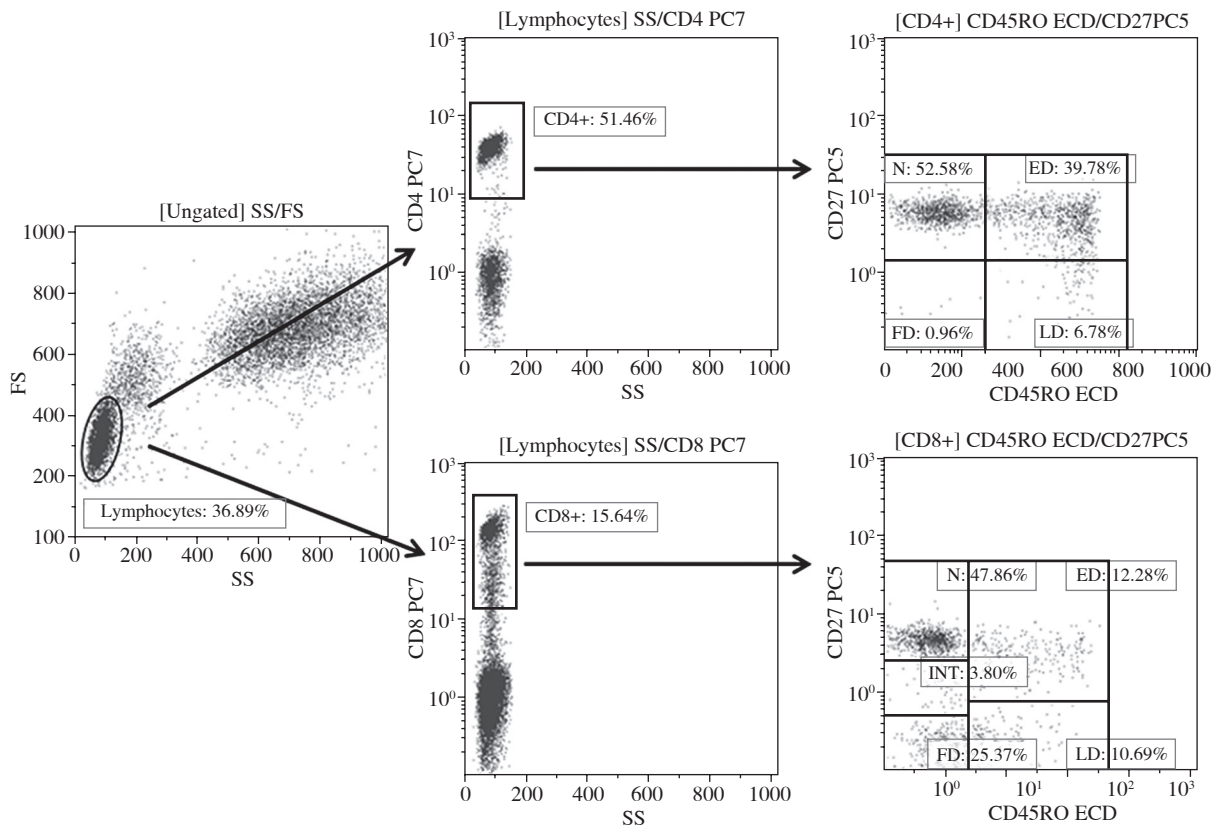 [Ungated] SS/FS
1000
800
600
400
200
100
FS
Lymphocytes: 36.89%
0 200 400 600 800 1000
SS
[Lymphocytes] SS/CD4 PC7
10³
10²
10¹
10⁰
CD4 PC7
CD4+: 51.46%
0 200 400 600 800 1000
SS
[CD4+] CD45RO ECD/CD27PC5
10³
10²
10¹
10⁰
CD27 PC5
N: 52.58% ED: 39.78%
FD: 0.96% LD: 6.78%
0 200 400 600 800 1000
CD45RO ECD
[Lymphocytes] SS/CD8 PC7
10³
10²
10¹
10⁰
CD8 PC7
CD8+: 15.64%
0 200 400 600 800 1000
SS
[CD8+] CD45RO ECD/CD27PC5
10³
10²
10¹
10⁰
CD27 PC5
N: 47.86% ED: 12.28%
INT: 3.80%
FD: 25.37% LD: 10.69%
10⁰ 10¹ 10² 10³
CD45RO ECD